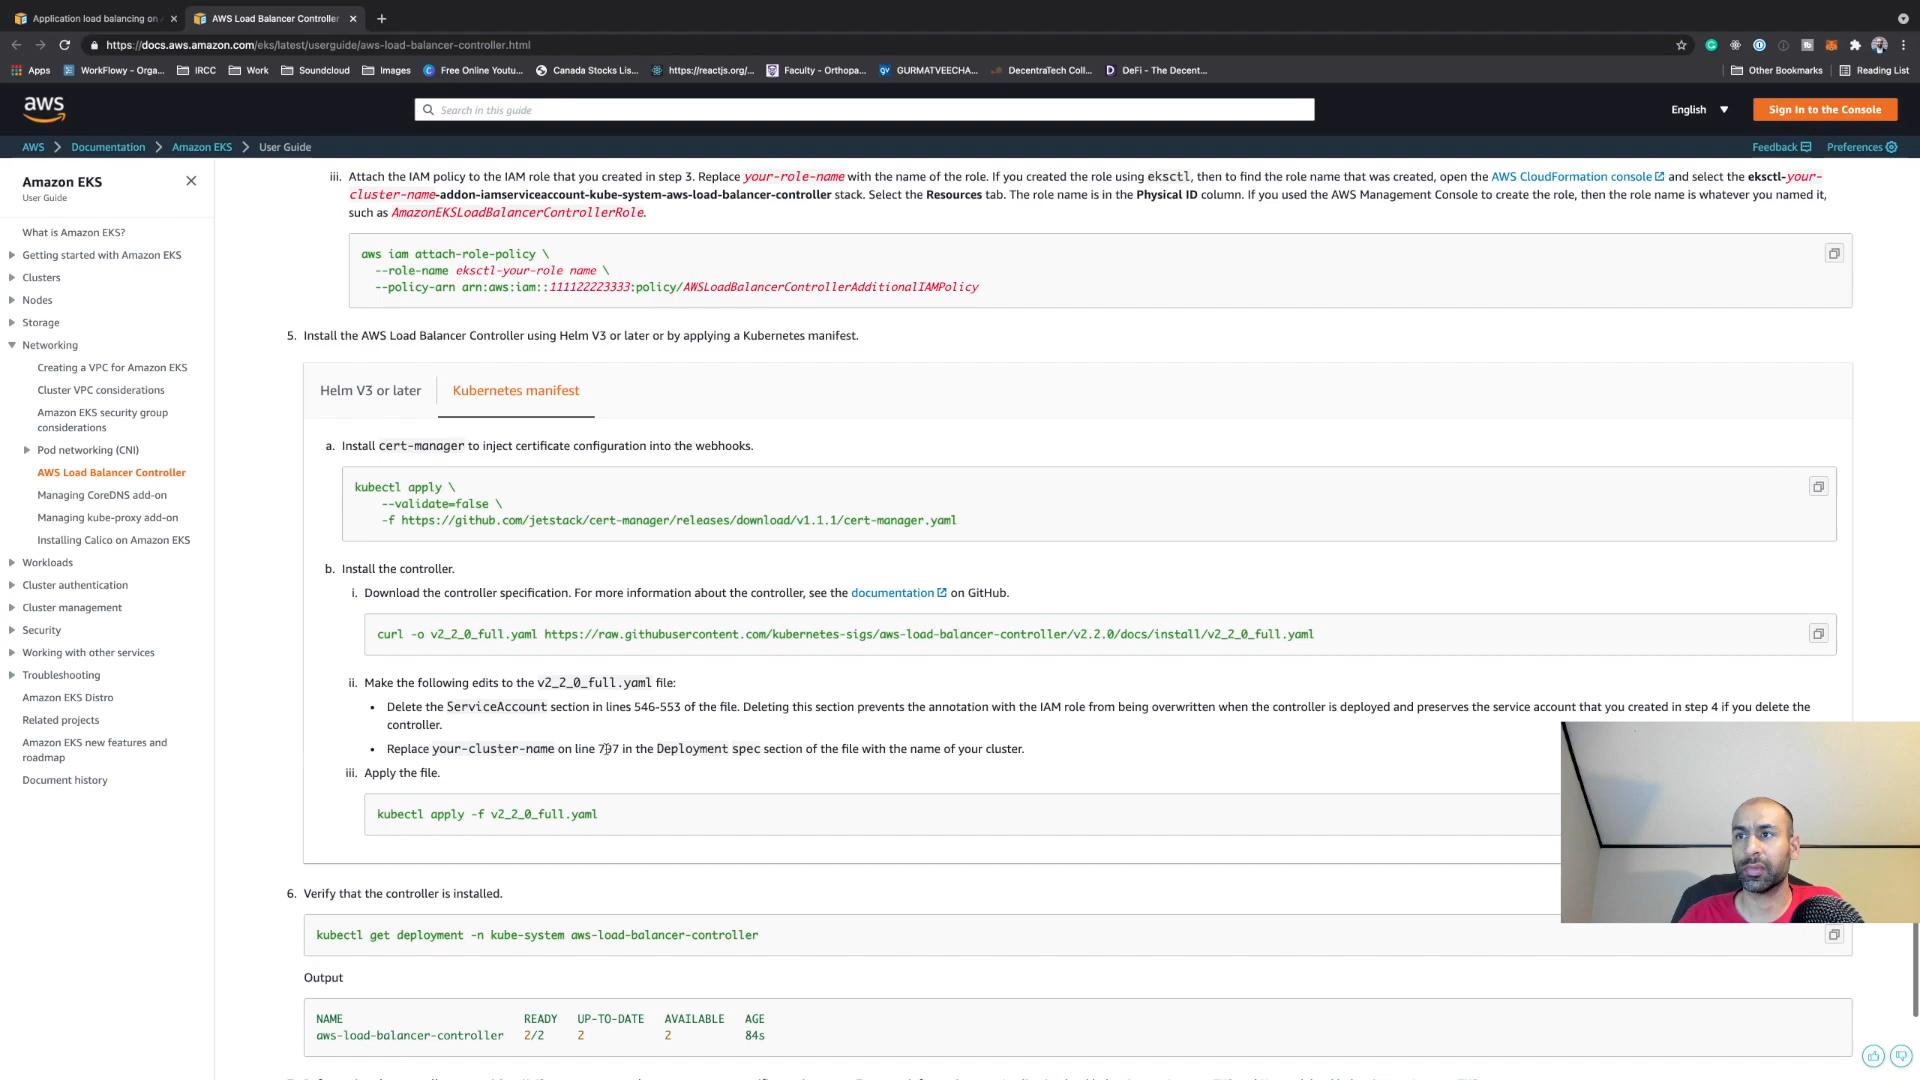 Application load balancing on
AWS Load Balancer Controller
https://docs.aws.amazon.com/eks/latest/userguide/aws-load-balancer-controller.html
Apps
WorkFlowy - Orga...
IRCC
Work
Soundcloud
Images
Free Online Youtu...
Canada Stocks Lis...
https://reactjs.org/...
Faculty - Orthopa...
GURMATVEECHA...
DecentraTech Coll...
DeFi - The Decent...
Other Bookmarks
Reading List
aws
Search in this guide
English
Sign In to the Console
AWS > Documentation > Amazon EKS > User Guide
Feedback
Preferences
Amazon EKS
User Guide
What is Amazon EKS?
Getting started with Amazon EKS
Clusters
Nodes
Storage
Networking
Creating a VPC for Amazon EKS
Cluster VPC considerations
Amazon EKS security group
considerations
Pod networking (CNI)
AWS Load Balancer Controller
Managing CoreDNS add-on
Managing kube-proxy add-on
Installing Calico on Amazon EKS
Workloads
Cluster authentication
Cluster management
Security
Working with other services
Troubleshooting
Amazon EKS Distro
Related projects
Amazon EKS new features and
roadmap
Document history
iii. Attach the IAM policy to the IAM role that you created in step 3. Replace your-role-name with the name of the role. If you created the role using eksctl, then to find the role name that was created, open the AWS CloudFormation console and select the eksctl-your-
cluster-name-addon-iamserviceaccount-kube-system-aws-load-balancer-controller stack. Select the Resources tab. The role name is in the Physical ID column. If you used the AWS Management Console to create the role, then the role name is whatever you named it,
such as AmazonEKSLoadBalancerControllerRole.
aws iam attach-role-policy \
--role-name eksctl-your-role name \
--policy-arn arn:aws:iam::111122223333:policy/AWSLoadBalancerControllerAdditionalIAMPolicy
5. Install the AWS Load Balancer Controller using Helm V3 or later or by applying a Kubernetes manifest.
Helm V3 or later
Kubernetes manifest
a. Install cert-manager to inject certificate configuration into the webhooks.
kubectl apply \
--validate=false \
-f https://github.com/jetstack/cert-manager/releases/download/v1.1.1/cert-manager.yaml
b. Install the controller.
i. Download the controller specification. For more information about the controller, see the documentation on GitHub.
curl -o v2_2_0_full.yaml https://raw.githubusercontent.com/kubernetes-sigs/aws-load-balancer-controller/v2.2.0/docs/install/v2_2_0_full.yaml
ii. Make the following edits to the v2_2_0_full.yaml file:
• Delete the ServiceAccount section in lines 546-553 of the file. Deleting this section prevents the annotation with the IAM role from being overwritten when the controller is deployed and preserves the service account that you created in step 4 if you delete the
controller.
• Replace your-cluster-name on line in the Deployment spec section of the file with the name of your cluster.
iii. Apply the file.
kubectl apply -f v2_2_0_full.yaml
6. Verify that the controller is installed.
kubectl get deployment -n kube-system aws-load-balancer-controller
Output
NAME READY UP-TO-DATE AVAILABLE AGE
aws-load-balancer-controller 2/2 2 2 84s